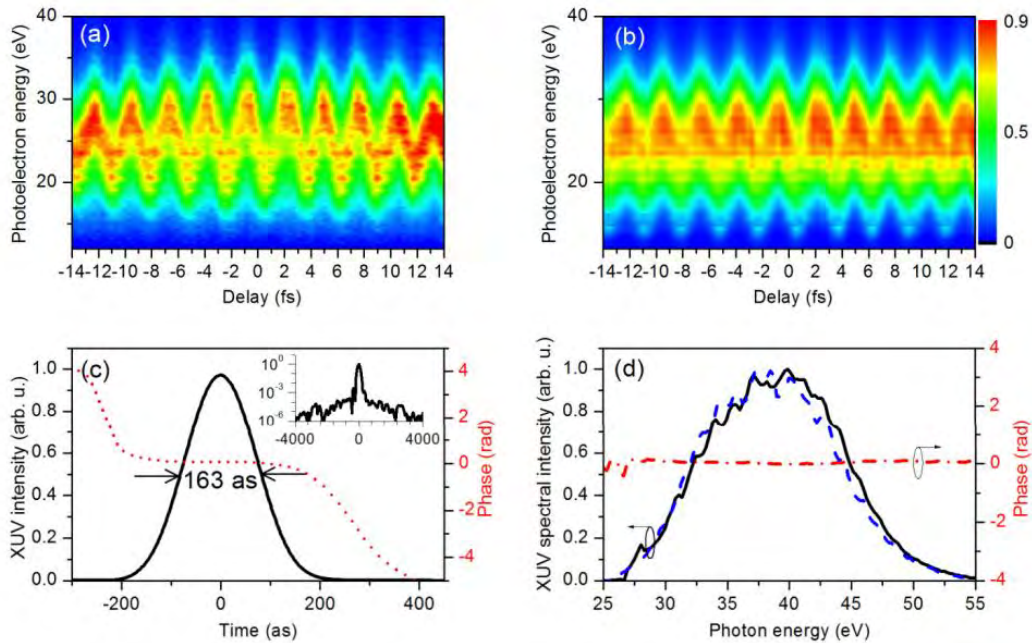 (a)
Photoelectron energy (eV)
40
30
20
-14 -12 -10 -8 -6 -4 -2 0 2 4 6 8 10 12 14
Delay (fs)
(b)
Photoelectron energy (eV)
40
20
-14 -12 -10 -8 -6 -4 -2 0 2 4 6 8 10 12 14
Delay (fs)
0.9
0.5
0
(c)
XUV intensity (arb. u.)
1.0
0.8
0.6
0.4
0.2
0.0
-200 0 200 400
Time (as)
163 as
10^0
10^-3
10^-6
-4000 0 4000
4
2
0
-2
-4
Phase (rad)
(d)
XUV spectral intensity (arb. u.)
1.0
0.8
0.6
0.4
0.2
0.0
25 30 35 40 45 50 55
Photon energy (eV)
4
2
0
-2
-4
Phase (rad)